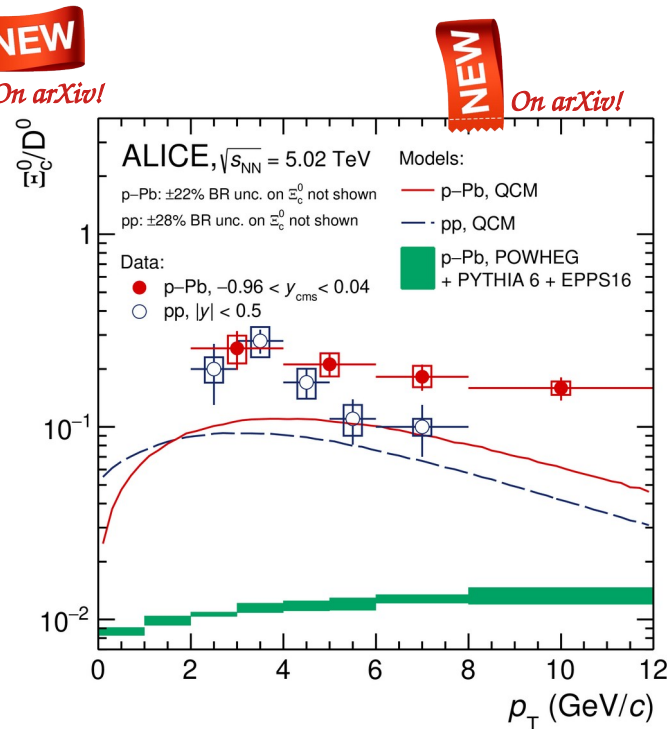 NEW
On arXiv!
NEW
On arXiv!
Ξc0/D0
ALICE, √sNN = 5.02 TeV
p–Pb: ±22% BR unc. on Ξc0 not shown
pp: ±28% BR unc. on Ξc0 not shown
Data:
p–Pb, −0.96 < ycms < 0.04
pp, |y| < 0.5
Models:
p–Pb, QCM
pp, QCM
p–Pb, POWHEG
+ PYTHIA 6 + EPPS16
1
10−1
10−2
0 2 4 6 8 10 12
pT (GeV/c)